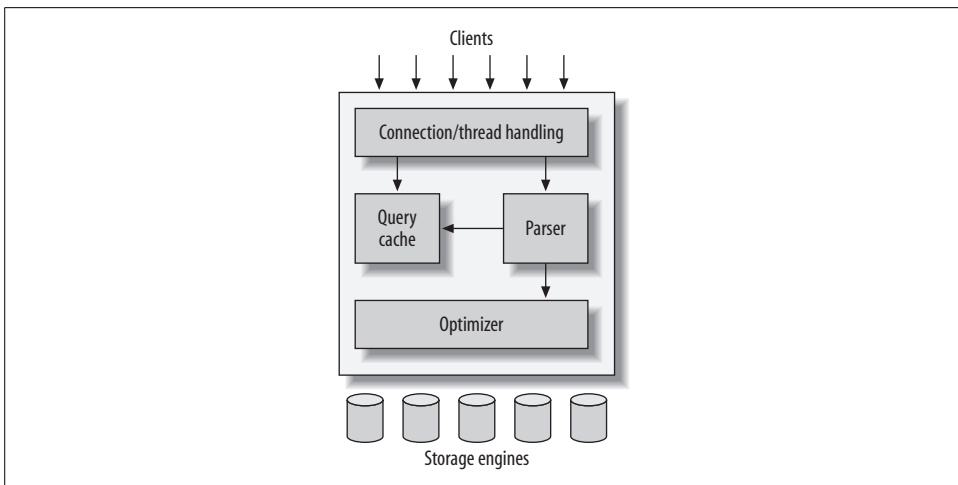 Clients
Connection/thread handling
Query
cache
Parser
Optimizer
Storage engines